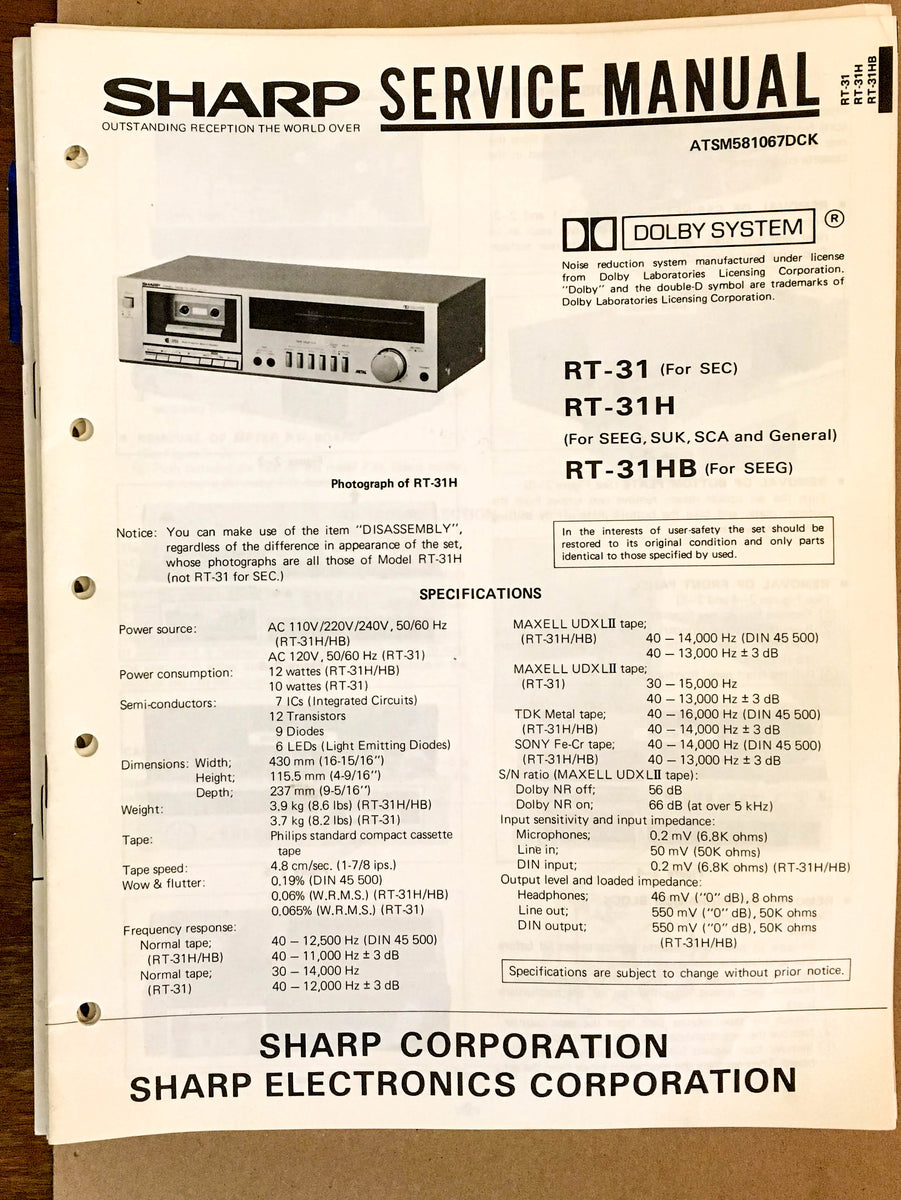 SHARP SERVICE MANUAL
OUTSTANDING RECEPTION THE WORLD OVER
RT-31
RT-31H
RT-31HB
ATSM581067DCK
DOLBY SYSTEM ®
Noise reduction system manufactured under license
from Dolby Laboratories Licensing Corporation.
"Dolby" and the double-D symbol are trademarks of
Dolby Laboratories Licensing Corporation.
SHARP
RT-31 (For SEC)
RT-31H
(For SEEG, SUK, SCA and General)
RT-31HB (For SEEG)
Photograph of RT-31H
Notice: You can make use of the item "DISASSEMBLY",
regardless of the difference in appearance of the set,
whose photographs are all those of Model RT-31H
(not RT-31 for SEC.)
In the interests of user-safety the set should be
restored to its original condition and only parts
identical to those specified by used.
SPECIFICATIONS
Power source: AC 110V/220V/240V, 50/60 Hz
(RT-31H/HB)
AC 120V, 50/60 Hz (RT-31)
Power consumption: 12 wattes (RT-31H/HB)
10 wattes (RT-31)
Semi-conductors: 7 ICs (Integrated Circuits)
12 Transistors
9 Diodes
6 LEDs (Light Emitting Diodes)
Dimensions: Width; 430 mm (16-15/16")
Height; 115.5 mm (4-9/16")
Depth; 237 mm (9-5/16")
Weight: 3.9 kg (8.6 lbs) (RT-31H/HB)
3.7 kg (8.2 lbs) (RT-31)
Tape: Philips standard compact cassette
tape
Tape speed: 4.8 cm/sec. (1-7/8 ips.)
Wow & flutter: 0.19% (DIN 45 500)
0.06% (W.R.M.S.) (RT-31H/HB)
0.065% (W.R.M.S.) (RT-31)
Frequency response:
Normal tape; 40 – 12,500 Hz (DIN 45 500)
(RT-31H/HB) 40 – 11,000 Hz ± 3 dB
Normal tape; 30 – 14,000 Hz
(RT-31) 40 – 12,000 Hz ± 3 dB
MAXELL UDXLII tape;
(RT-31H/HB) 40 – 14,000 Hz (DIN 45 500)
40 – 13,000 Hz ± 3 dB
MAXELL UDXLII tape;
(RT-31) 30 – 15,000 Hz
40 – 13,000 Hz ± 3 dB
TDK Metal tape; 40 – 16,000 Hz (DIN 45 500)
(RT-31H/HB) 40 – 14,000 Hz ± 3 dB
SONY Fe-Cr tape; 40 – 14,000 Hz (DIN 45 500)
(RT-31H/HB) 40 – 13,000 Hz ± 3 dB
S/N ratio (MAXELL UDXLII tape):
Dolby NR off; 56 dB
Dolby NR on; 66 dB (at over 5 kHz)
Input sensitivity and input impedance:
Microphones; 0.2 mV (6.8K ohms)
Line in; 50 mV (50K ohms)
DIN input; 0.2 mV (6.8K ohms) (RT-31H/HB)
Output level and loaded impedance:
Headphones; 46 mV ("0" dB), 8 ohms
Line out; 550 mV ("0" dB), 50K ohms
DIN output; 550 mV ("0" dB), 50K ohms
(RT-31H/HB)
Specifications are subject to change without prior notice.
SHARP CORPORATION
SHARP ELECTRONICS CORPORATION